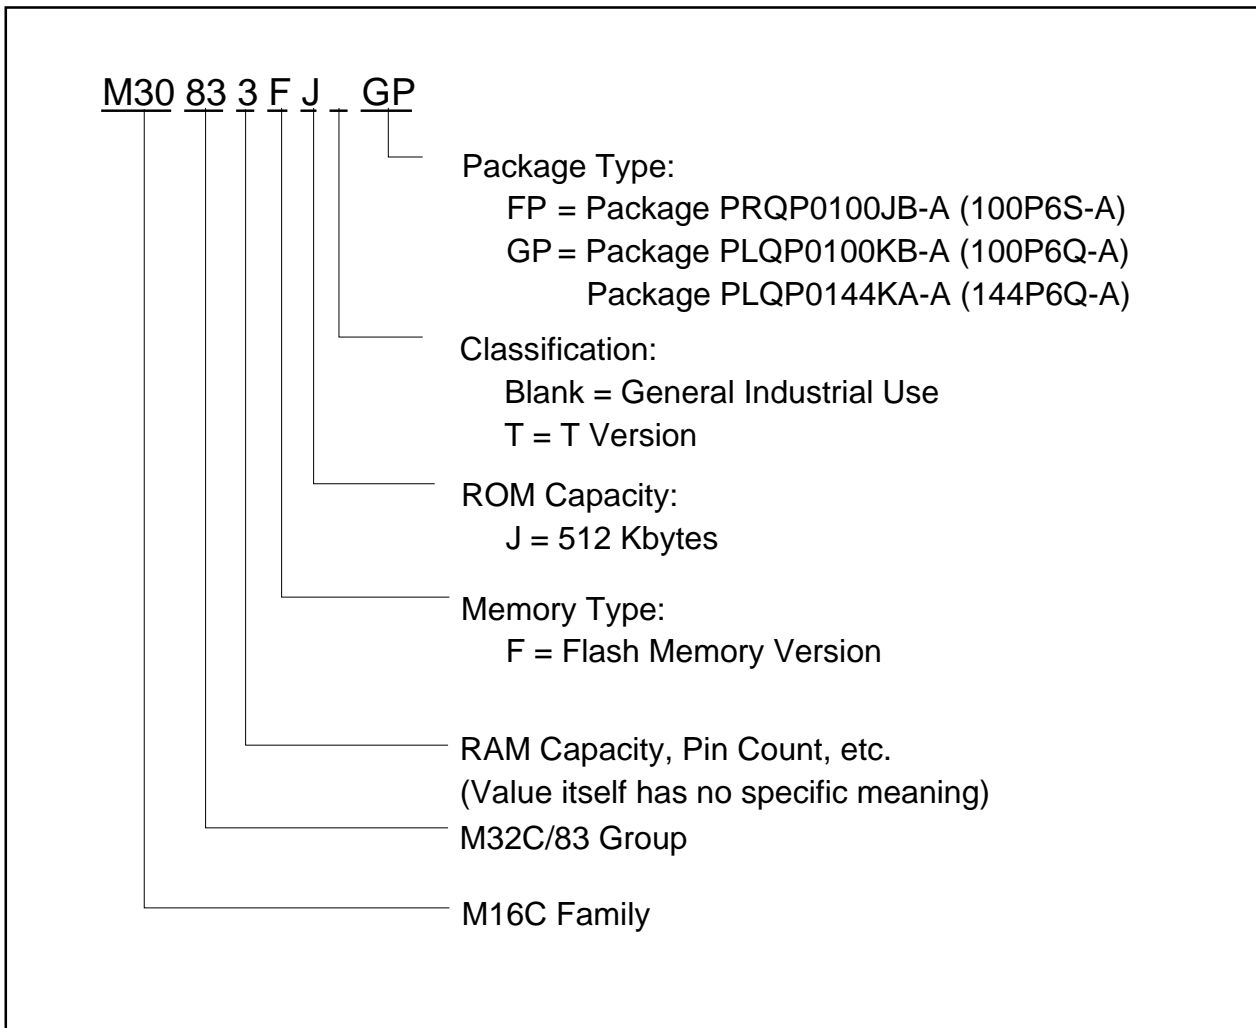 M30 83 3 F J _ GP
Package Type:
FP = Package PRQP0100JB-A (100P6S-A)
GP = Package PLQP0100KB-A (100P6Q-A)
Package PLQP0144KA-A (144P6Q-A)
Classification:
Blank = General Industrial Use
T = T Version
ROM Capacity:
J = 512 Kbytes
Memory Type:
F = Flash Memory Version
RAM Capacity, Pin Count, etc.
(Value itself has no specific meaning)
M32C/83 Group
M16C Family